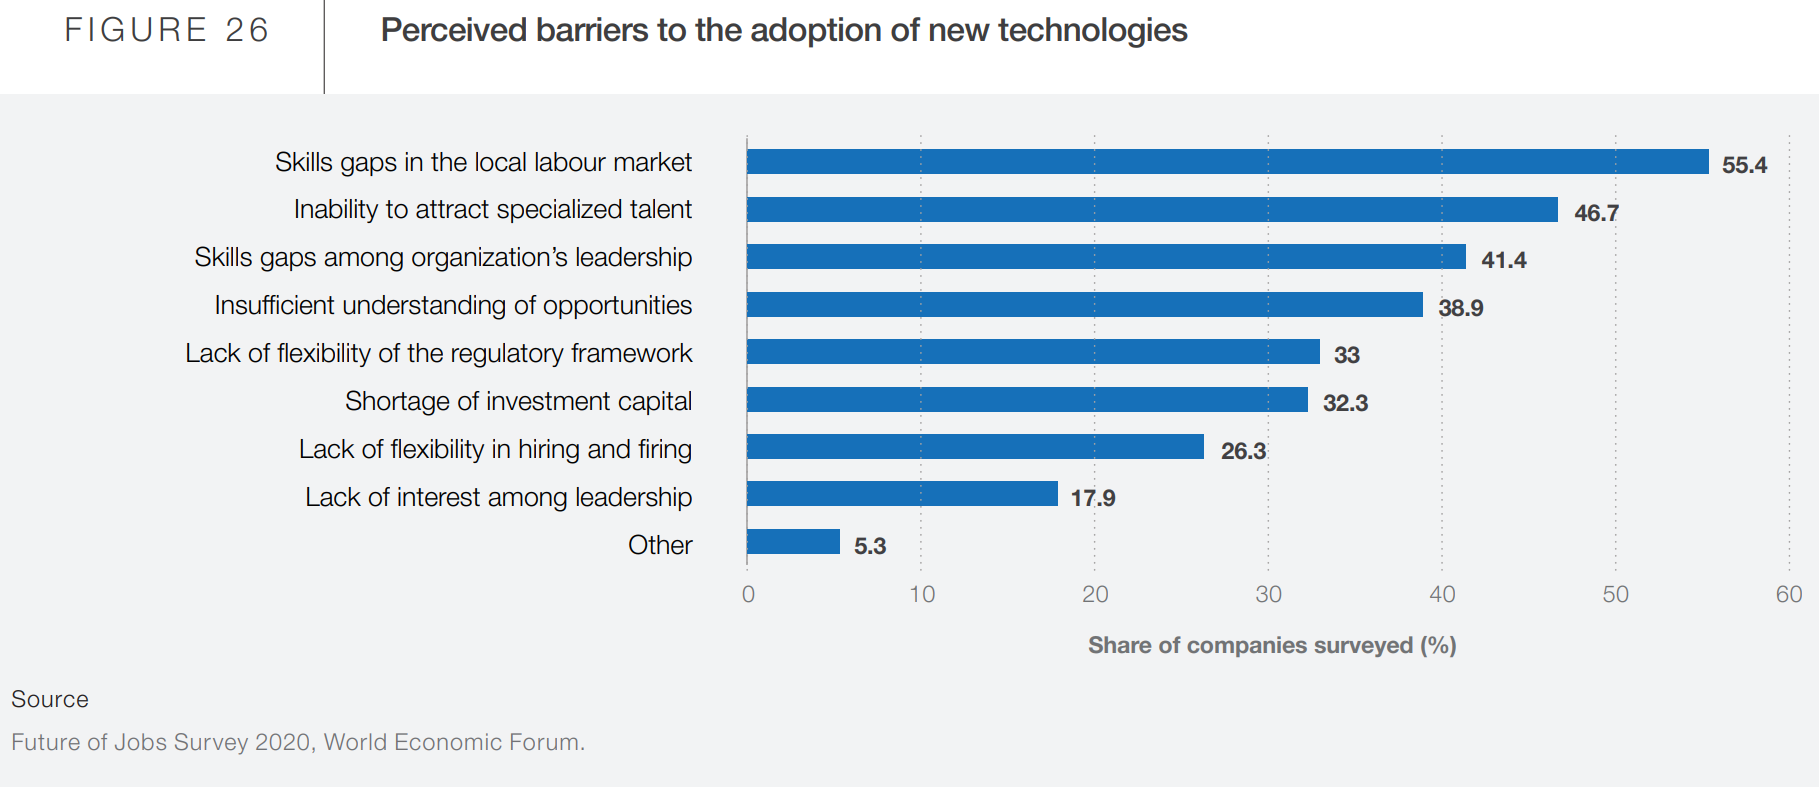 FIGURE 26
Perceived barriers to the adoption of new technologies
Skills gaps in the local labour market 55.4
Inability to attract specialized talent 46.7
Skills gaps among organization’s leadership 41.4
Insufficient understanding of opportunities 38.9
Lack of flexibility of the regulatory framework 33
Shortage of investment capital 32.3
Lack of flexibility in hiring and firing 26.3
Lack of interest among leadership 17.9
Other 5.3
0 10 20 30 40 50 60
Share of companies surveyed (%)
Source
Future of Jobs Survey 2020, World Economic Forum.